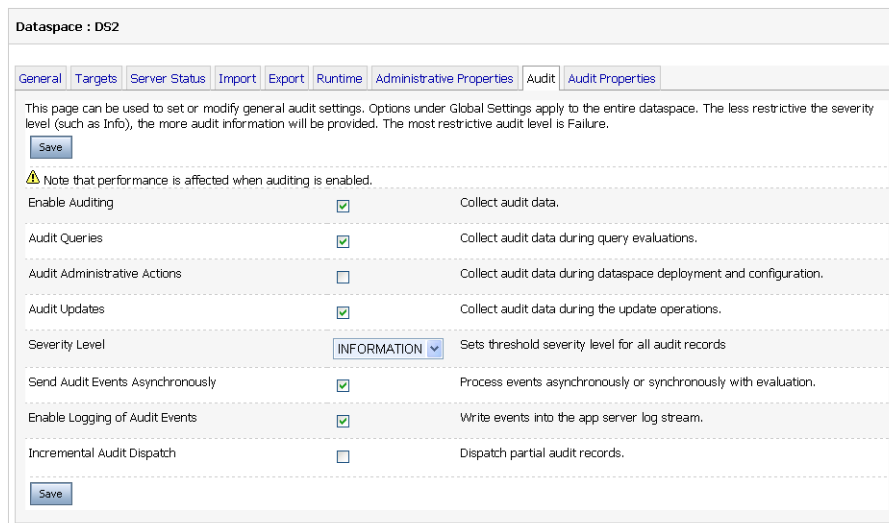 Dataspace : DS2
General Targets Server Status Import Export Runtime Administrative Properties Audit Audit Properties
This page can be used to set or modify general audit settings. Options under Global Settings apply to the entire dataspace. The less restrictive the severity
level (such as Info), the more audit information will be provided. The most restrictive audit level is Failure.
Save
Note that performance is affected when auditing is enabled.
Enable Auditing Collect audit data.
Audit Queries Collect audit data during query evaluations.
Audit Administrative Actions Collect audit data during dataspace deployment and configuration.
Audit Updates Collect audit data during the update operations.
Severity Level INFORMATION Sets threshold severity level for all audit records
Send Audit Events Asynchronously Process events asynchronously or synchronously with evaluation.
Enable Logging of Audit Events Write events into the app server log stream.
Incremental Audit Dispatch Dispatch partial audit records.
Save